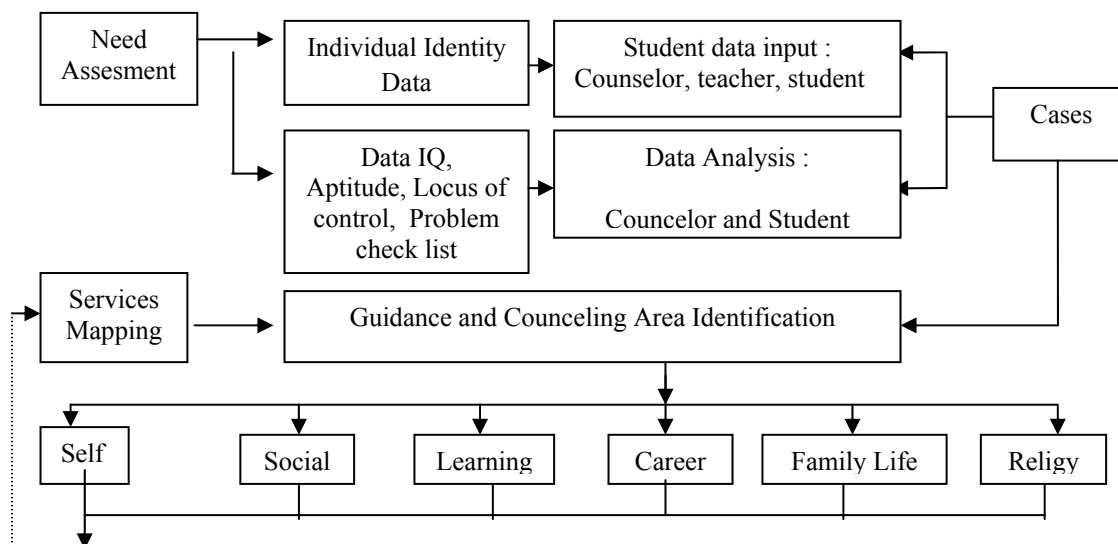 Need
Assesment
Individual Identity
Data
Student data input :
Counselor, teacher, student
Cases
Data IQ,
Aptitude, Locus of
control, Problem
check list
Data Analysis :
Councelor and Student
Services
Mapping
Guidance and Counceling Area Identification
Self
Social
Learning
Career
Family Life
Religy